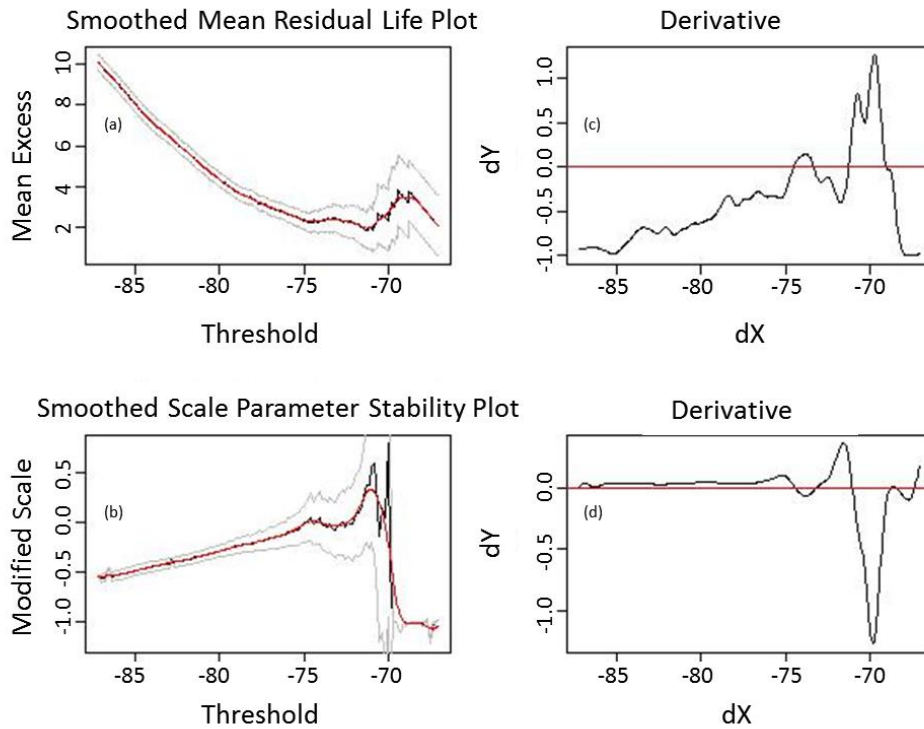 Smoothed Mean Residual Life Plot
Mean Excess
10
8
6
4
2
(a)
-85 -80 -75 -70
Threshold
Derivative
dY
1.0
0.5
0.0
-0.5
-1.0
(c)
-85 -80 -75 -70
dX
Smoothed Scale Parameter Stability Plot
Modified Scale
0.5
0.0
-0.5
-1.0
(b)
-85 -80 -75 -70
Threshold
Derivative
dY
0.0
-0.5
-1.0
(d)
-85 -80 -75 -70
dX